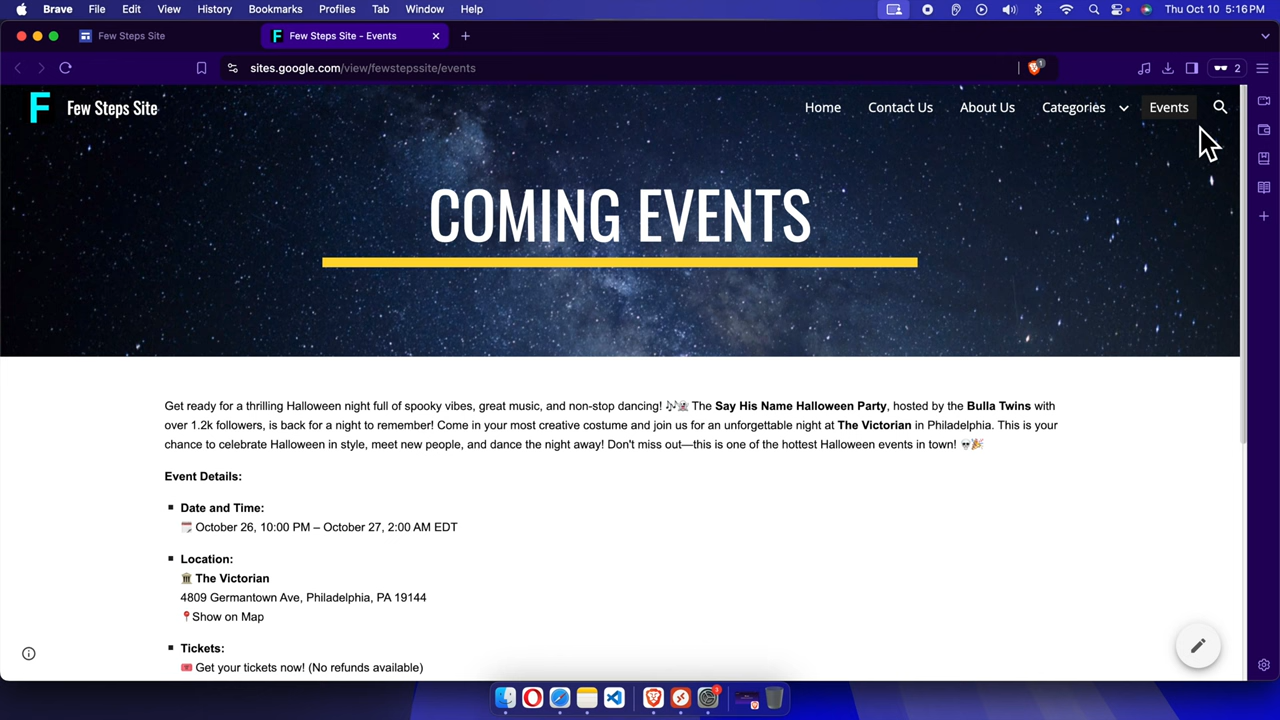 Brave File Edit View History Bookmarks Profiles Tab Window Help Thu Oct 10 5:16 PM
Few Steps Site
Few Steps Site - Events
sites.google.com/view/fewstepssite/events
1
2
F Few Steps Site
Home Contact Us About Us Categories Events
COMING EVENTS
Get ready for a thrilling Halloween night full of spooky vibes, great music, and non-stop dancing! 🎶👻 The Say His Name Halloween Party, hosted by the Bulla Twins with
over 1.2k followers, is back for a night to remember! Come in your most creative costume and join us for an unforgettable night at The Victorian in Philadelphia. This is your
chance to celebrate Halloween in style, meet new people, and dance the night away! Don't miss out—this is one of the hottest Halloween events in town! 💀🎉
Event Details:
▪ Date and Time:
🗓️ October 26, 10:00 PM – October 27, 2:00 AM EDT
▪ Location:
🏛️ The Victorian
4809 Germantown Ave, Philadelphia, PA 19144
📍Show on Map
▪ Tickets:
🎟️ Get your tickets now! (No refunds available)